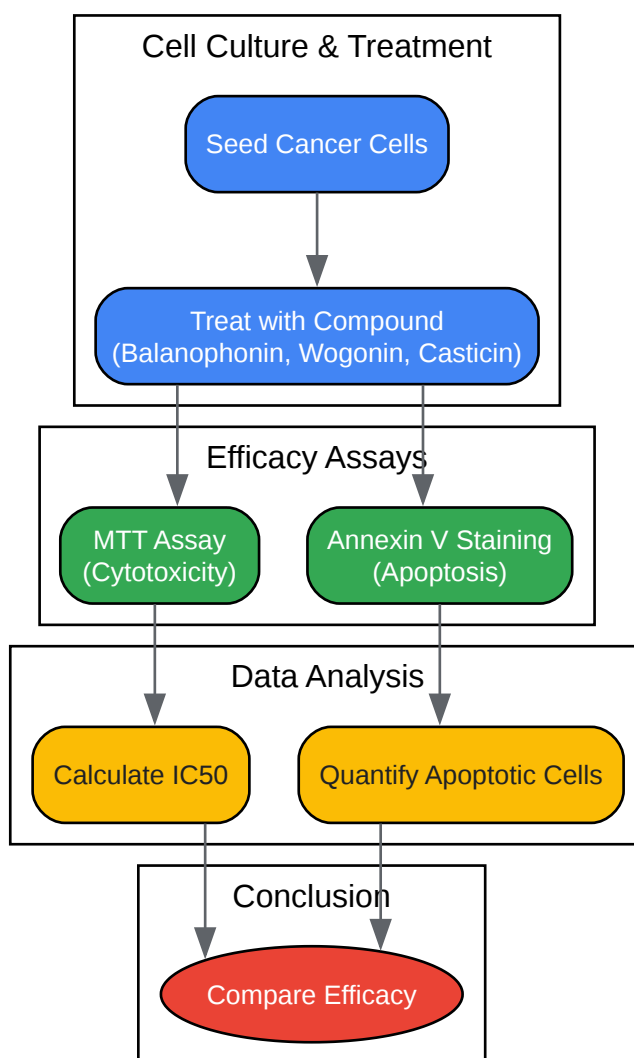 Cell Culture & Treatment
Seed Cancer Cells
Treat with Compound
(Balanophonin, Wogonin, Casticin)
Efficacy Assays
MTT Assay
(Cytotoxicity)
Annexin V Staining
(Apoptosis)
Data Analysis
Calculate IC50
Quantify Apoptotic Cells
Conclusion
Compare Efficacy